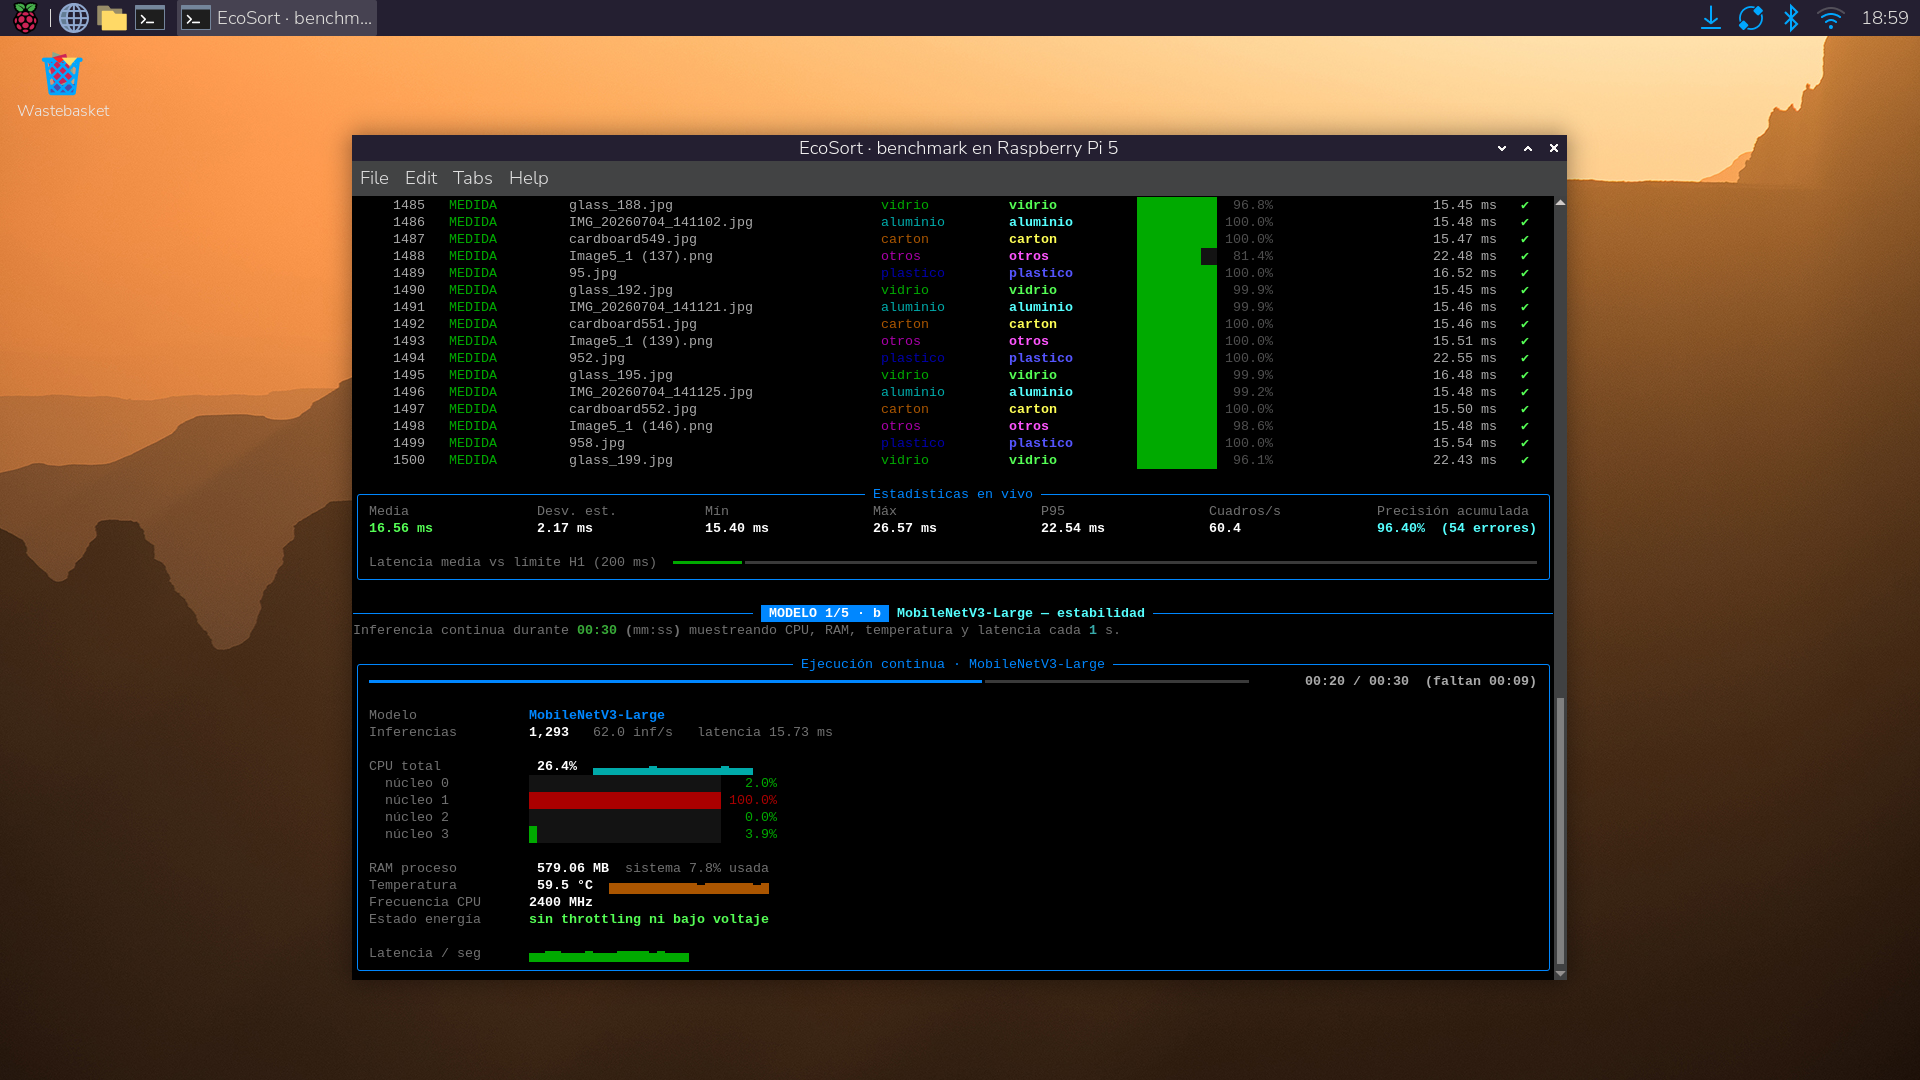 EcoSort · benchm...
18:59
Wastebasket
EcoSort · benchmark en Raspberry Pi 5
File Edit Tabs Help
1485 MEDIDA glass_188.jpg vidrio vidrio 96.8% 15.45 ms ✔
1486 MEDIDA IMG_20260704_141102.jpg aluminio aluminio 100.0% 15.48 ms ✔
1487 MEDIDA cardboard549.jpg carton carton 100.0% 15.47 ms ✔
1488 MEDIDA Image5_1 (137).png otros otros 81.4% 22.48 ms ✔
1489 MEDIDA 95.jpg plastico plastico 100.0% 16.52 ms ✔
1490 MEDIDA glass_192.jpg vidrio vidrio 99.9% 15.45 ms ✔
1491 MEDIDA IMG_20260704_141121.jpg aluminio aluminio 99.9% 15.46 ms ✔
1492 MEDIDA cardboard551.jpg carton carton 100.0% 15.46 ms ✔
1493 MEDIDA Image5_1 (139).png otros otros 100.0% 15.51 ms ✔
1494 MEDIDA 952.jpg plastico plastico 100.0% 22.55 ms ✔
1495 MEDIDA glass_195.jpg vidrio vidrio 99.9% 16.48 ms ✔
1496 MEDIDA IMG_20260704_141125.jpg aluminio aluminio 99.2% 15.48 ms ✔
1497 MEDIDA cardboard552.jpg carton carton 100.0% 15.50 ms ✔
1498 MEDIDA Image5_1 (146).png otros otros 98.6% 15.48 ms ✔
1499 MEDIDA 958.jpg plastico plastico 100.0% 15.54 ms ✔
1500 MEDIDA glass_199.jpg vidrio vidrio 96.1% 22.43 ms ✔
Estadísticas en vivo
Media Desv. est. Mín Máx P95 Cuadros/s Precisión acumulada
16.56 ms 2.17 ms 15.40 ms 26.57 ms 22.54 ms 60.4 96.40% (54 errores)
Latencia media vs límite H1 (200 ms)
MODELO 1/5 · b MobileNetV3-Large — estabilidad
Inferencia continua durante 00:30 (mm:ss) muestreando CPU, RAM, temperatura y latencia cada 1 s.
Ejecución continua · MobileNetV3-Large
00:20 / 00:30 (faltan 00:09)
Modelo MobileNetV3-Large
Inferencias 1,293 62.0 inf/s latencia 15.73 ms
CPU total 26.4%
núcleo 0 2.0%
núcleo 1 100.0%
núcleo 2 0.0%
núcleo 3 3.9%
RAM proceso 579.06 MB sistema 7.8% usada
Temperatura 59.5 °C
Frecuencia CPU 2400 MHz
Estado energía sin throttling ni bajo voltaje
Latencia / seg